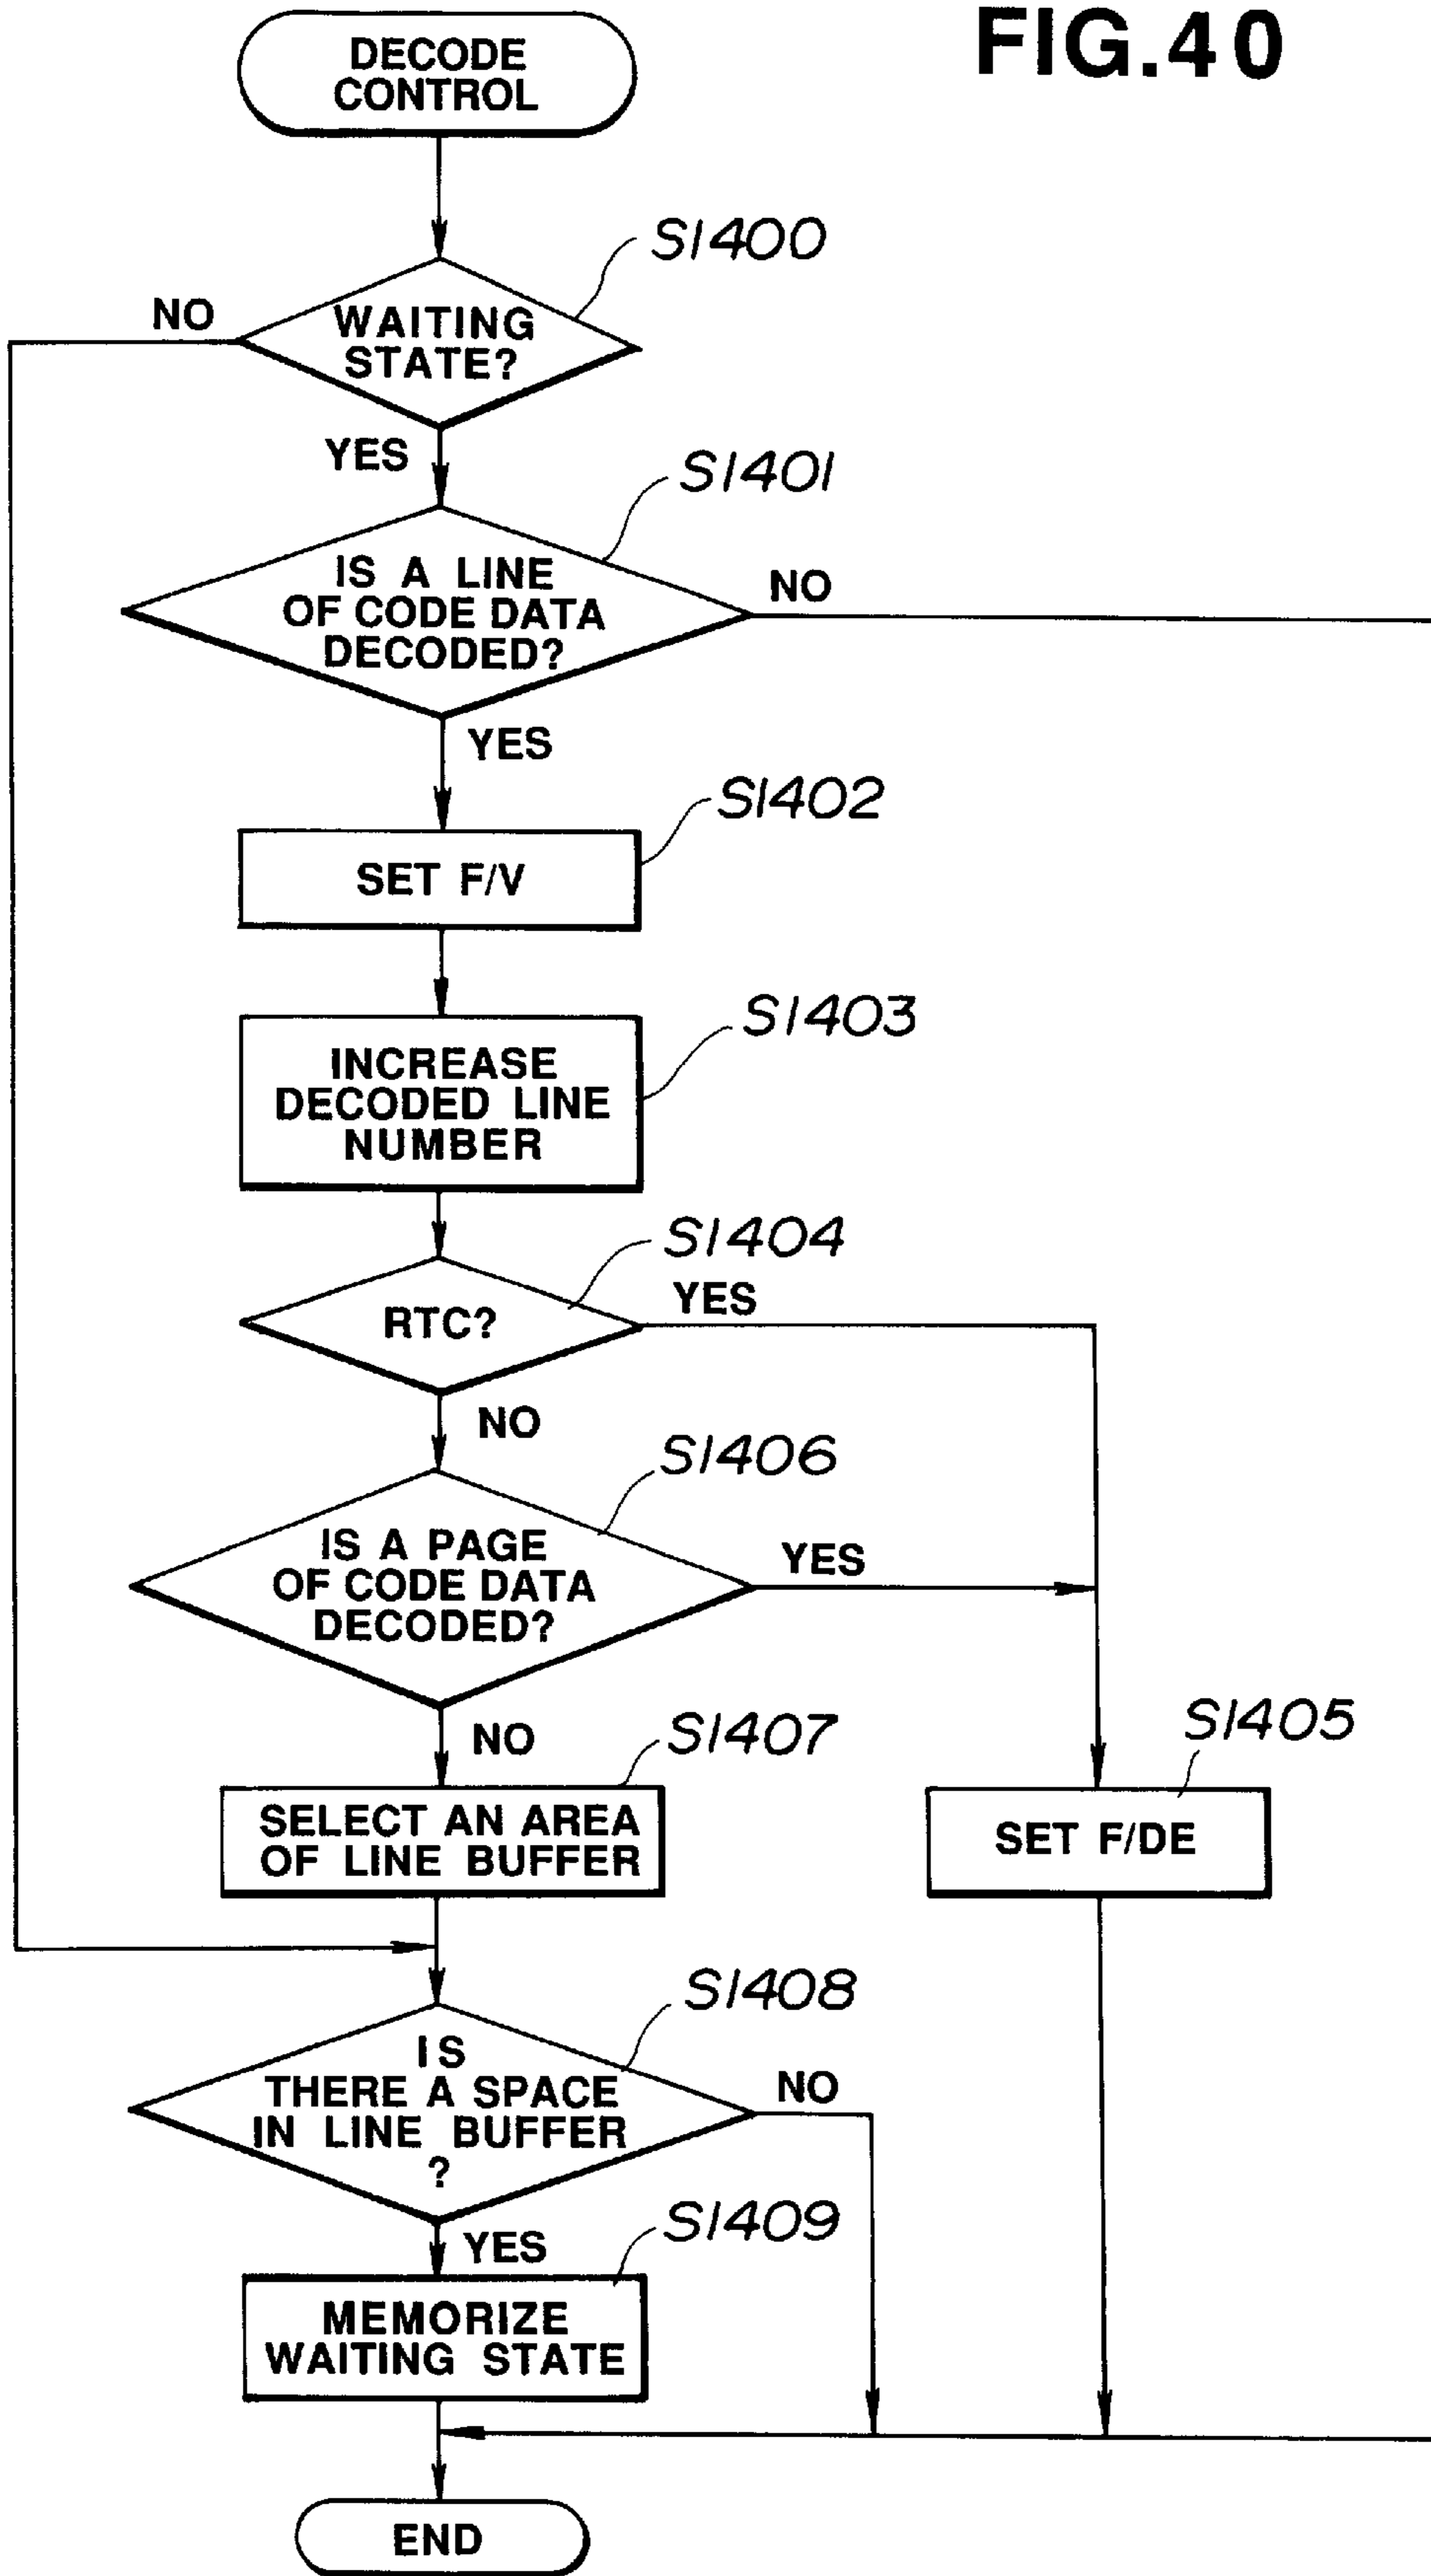 FIG.40
DECODE
CONTROL
S1400
NO
WAITING
STATE?
YES
S1401
IS A LINE
OF CODE DATA
DECODED?
NO
YES
S1402
SET F/V
S1403
INCREASE
DECODED LINE
NUMBER
S1404
RTC?
YES
NO
S1406
IS A PAGE
OF CODE DATA
DECODED?
YES
NO
S1407
SELECT AN AREA
OF LINE BUFFER
S1405
SET F/DE
S1408
IS
THERE A SPACE
IN LINE BUFFER
?
NO
YES
S1409
MEMORIZE
WAITING STATE
END